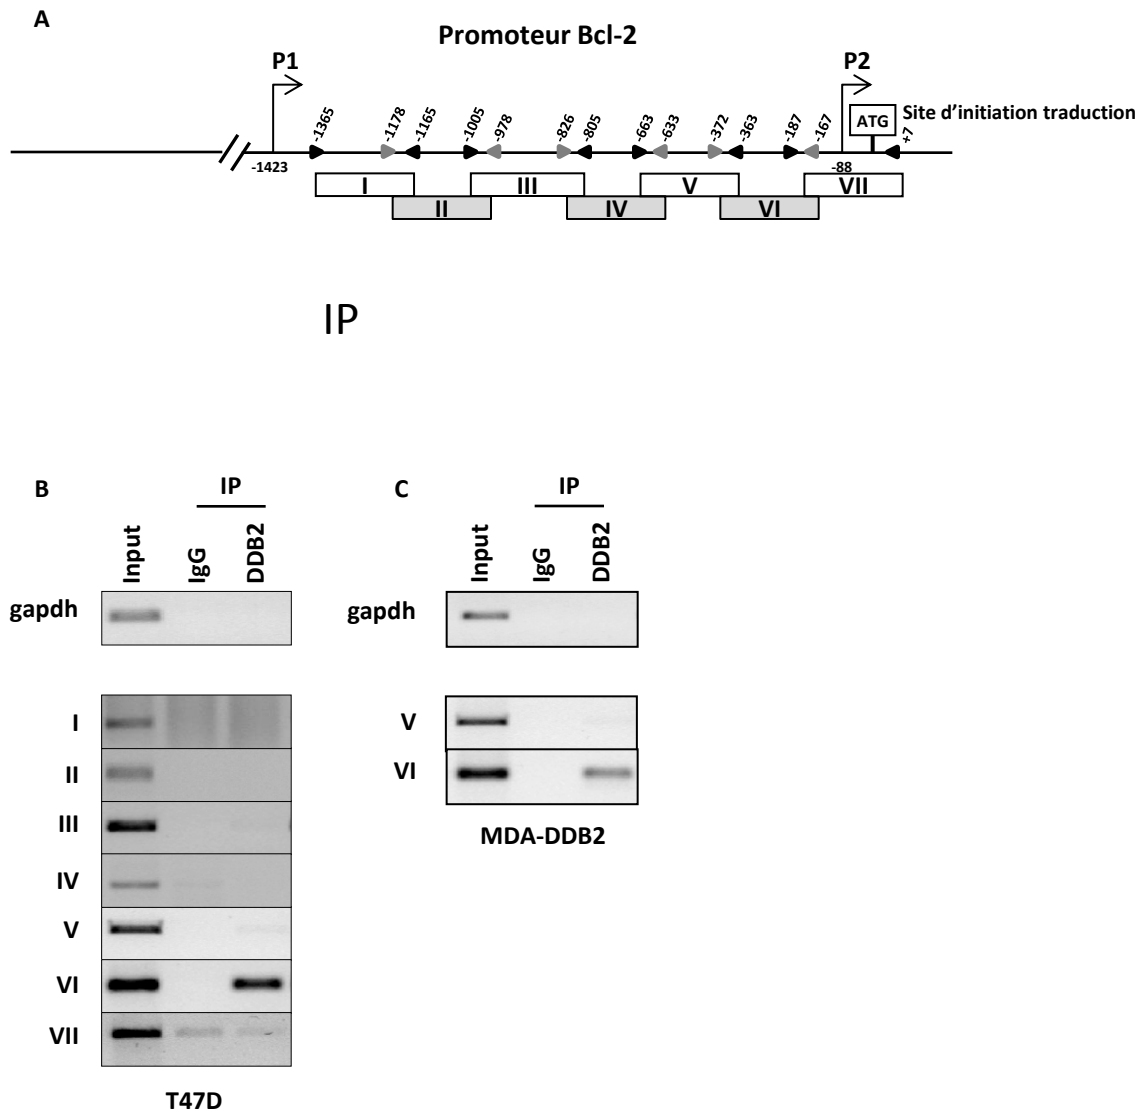 A
Promoteur Bcl-2
P1
P2
ATG
Site d'initiation traduction
-1365
-1178
-1165
-1005
-978
-826
-805
-663
-633
-372
-363
-187
-167
+7
-1423
-88
I
III
V
VII
II
IV
VI
IP
B
IP
Input
IgG
DDB2
gapdh
I
II
III
IV
V
VI
VII
T47D
C
IP
Input
IgG
DDB2
gapdh
V
VI
MDA-DDB2